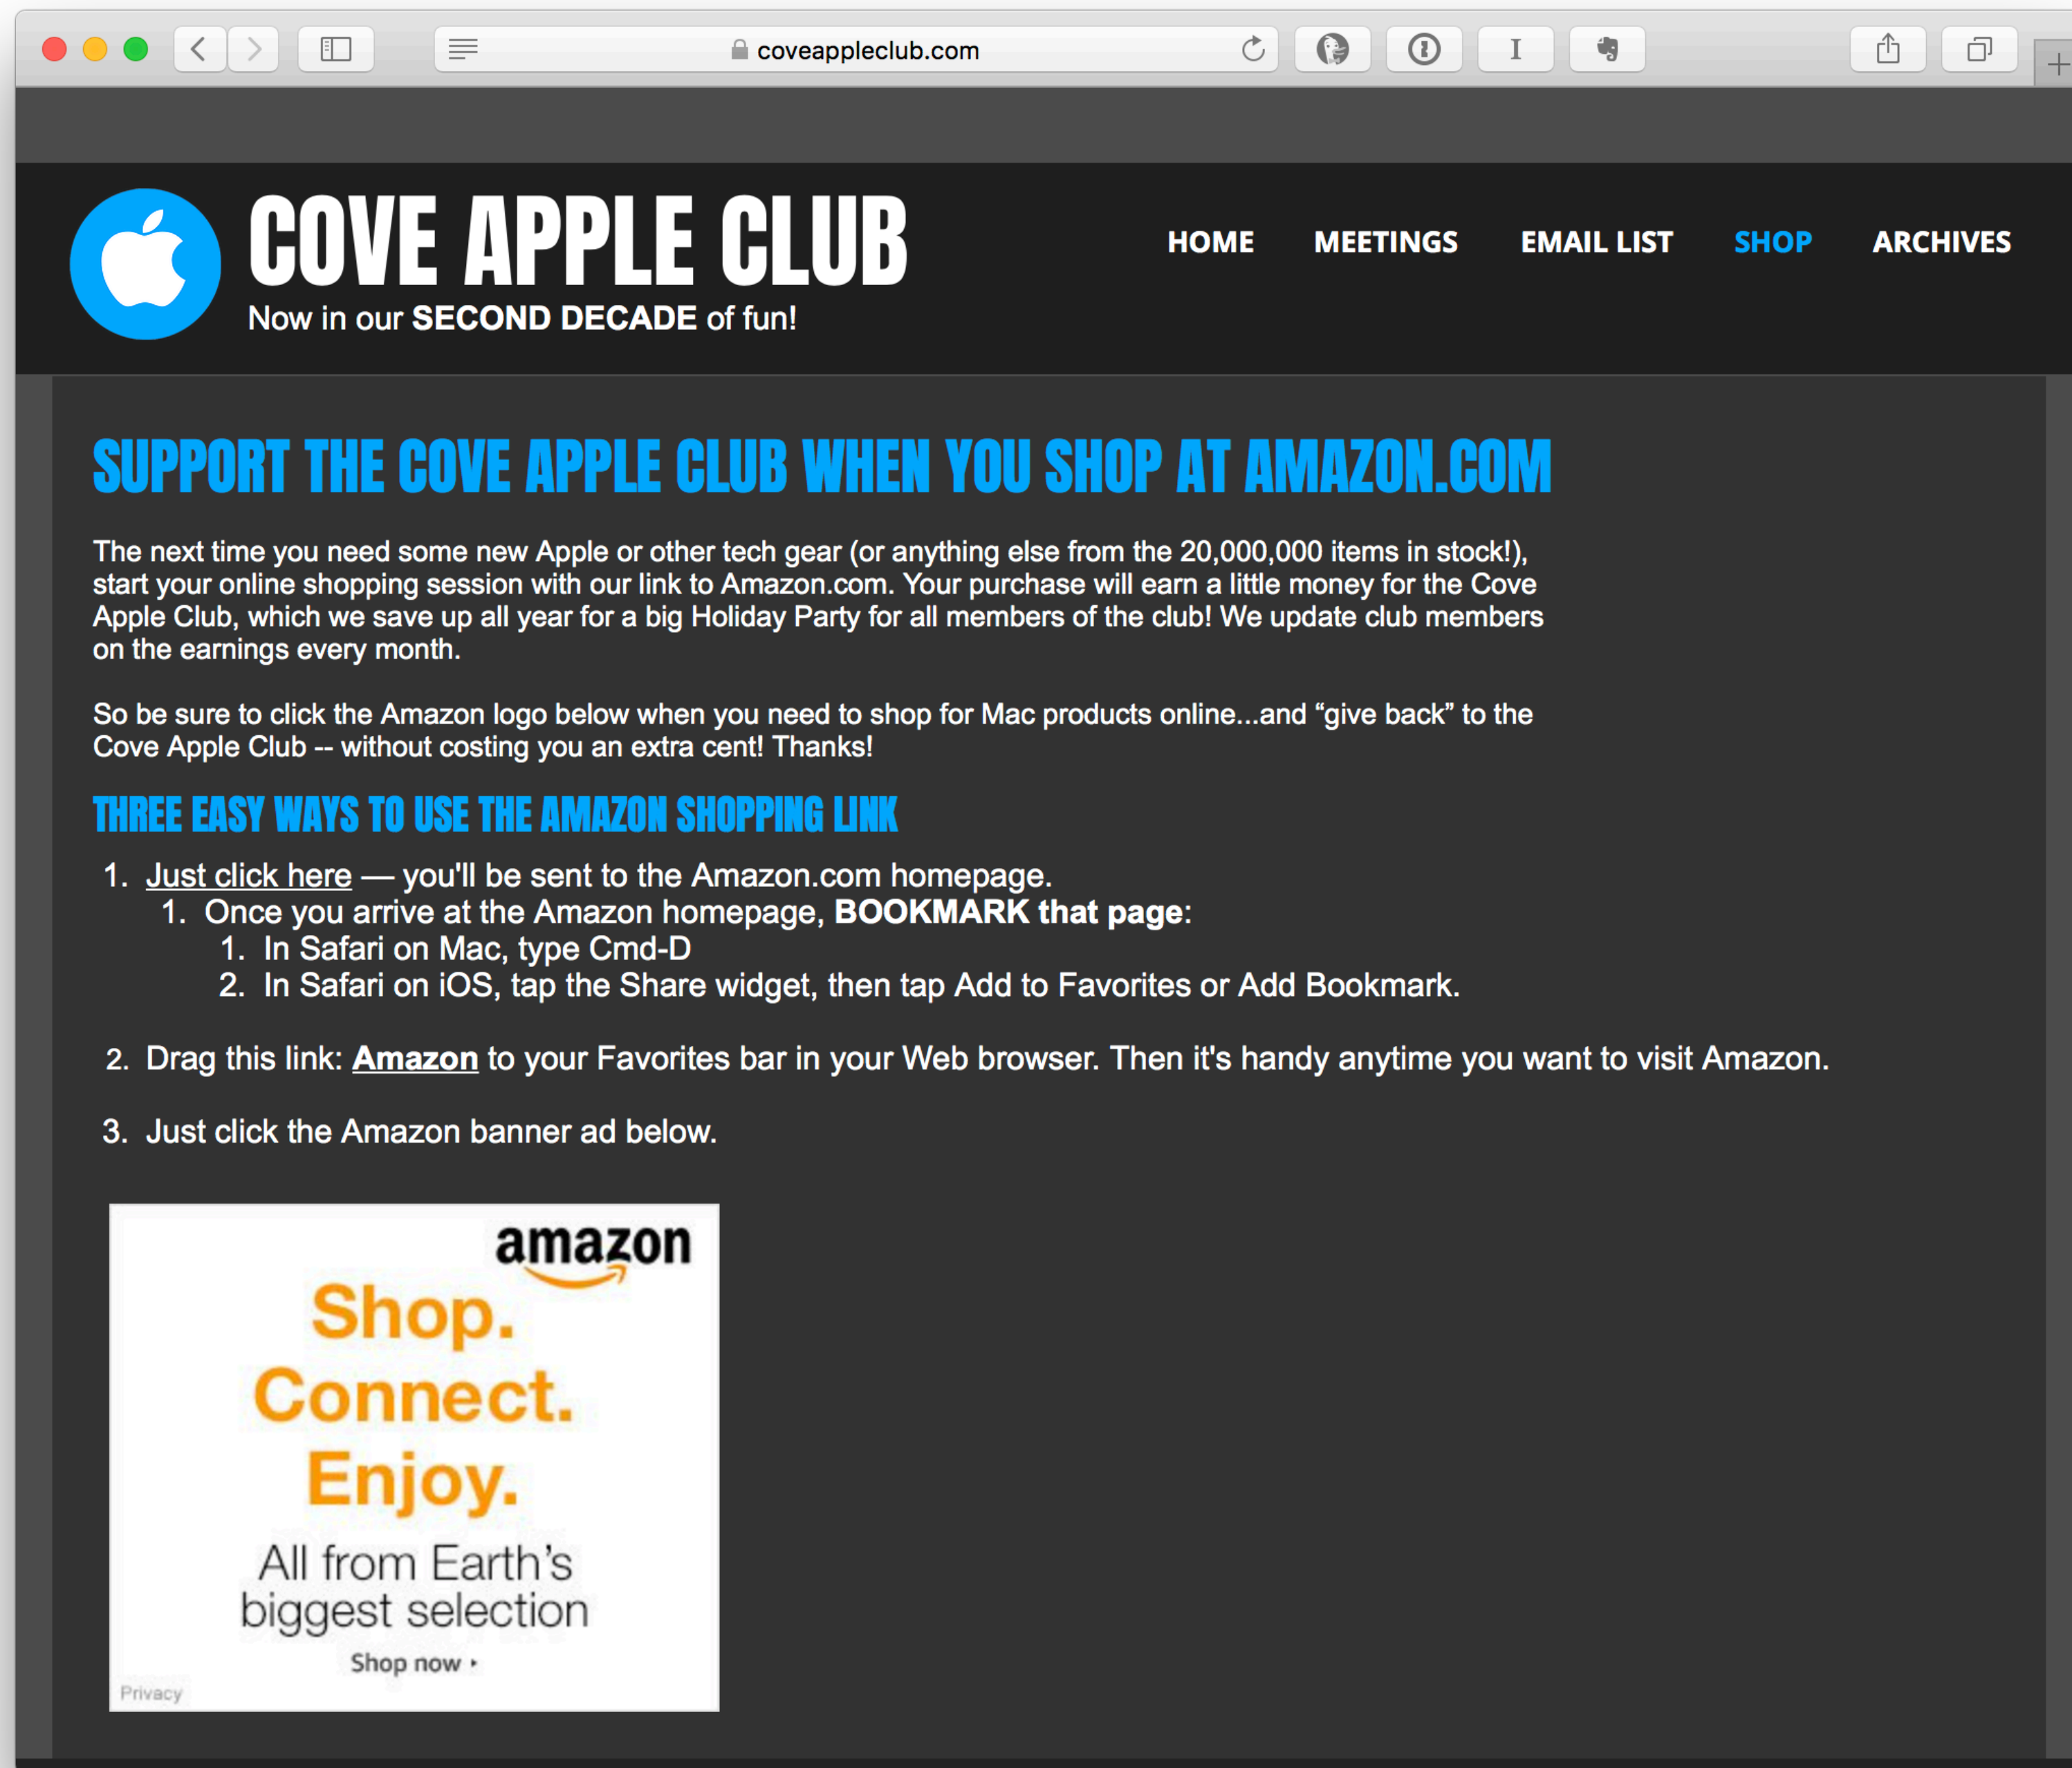 coveappleclub.com
COVE APPLE CLUB
Now in our SECOND DECADE of fun!
HOME MEETINGS EMAIL LIST SHOP ARCHIVES
SUPPORT THE COVE APPLE CLUB WHEN YOU SHOP AT AMAZON.COM
The next time you need some new Apple or other tech gear (or anything else from the 20,000,000 items in stock!),
start your online shopping session with our link to Amazon.com. Your purchase will earn a little money for the Cove
Apple Club, which we save up all year for a big Holiday Party for all members of the club! We update club members
on the earnings every month.
So be sure to click the Amazon logo below when you need to shop for Mac products online...and “give back” to the
Cove Apple Club -- without costing you an extra cent! Thanks!
THREE EASY WAYS TO USE THE AMAZON SHOPPING LINK
1. Just click here — you'll be sent to the Amazon.com homepage.
1. Once you arrive at the Amazon homepage, BOOKMARK that page:
1. In Safari on Mac, type Cmd-D
2. In Safari on iOS, tap the Share widget, then tap Add to Favorites or Add Bookmark.
2. Drag this link: Amazon to your Favorites bar in your Web browser. Then it's handy anytime you want to visit Amazon.
3. Just click the Amazon banner ad below.
amazon
Shop.
Connect.
Enjoy.
All from Earth’s
biggest selection
Shop now
Privacy